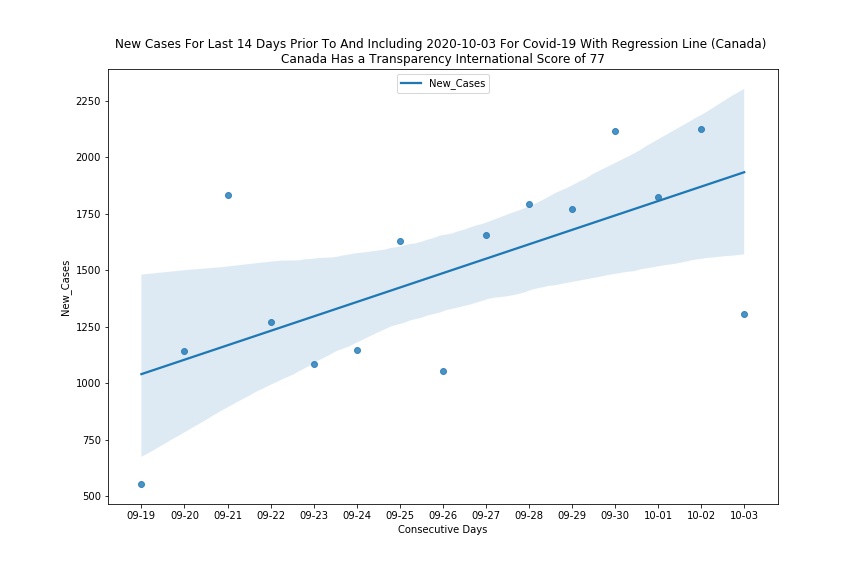 New Cases For Last 14 Days Prior To And Including 2020-10-03 For Covid-19 With Regression Line (Canada)
Canada Has a Transparency International Score of 77
New_Cases
2250
2000
1750
1500
1250
1000
750
500
New_Cases
09-19 09-20 09-21 09-22 09-23 09-24 09-25 09-26 09-27 09-28 09-29 09-30 10-01 10-02 10-03
Consecutive Days